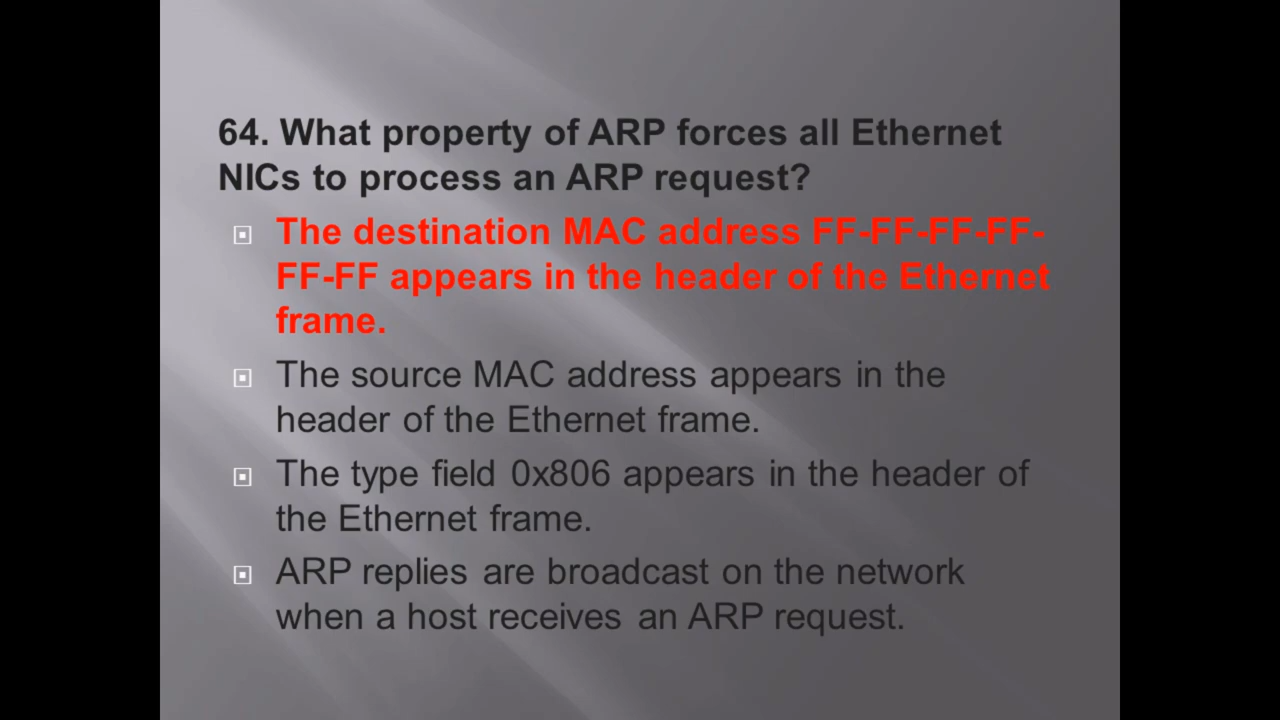 64. What property of ARP forces all Ethernet
NICs to process an ARP request?
The destination MAC address FF-FF-FF-FF-
FF-FF appears in the header of the Ethernet
frame.
The source MAC address appears in the
header of the Ethernet frame.
The type field 0x806 appears in the header of
the Ethernet frame.
ARP replies are broadcast on the network
when a host receives an ARP request.